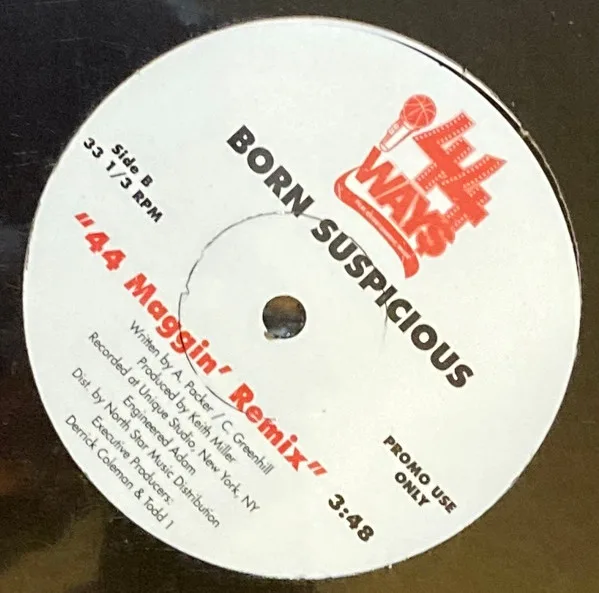 44
WAY$
BORN SUSPICIOUS
Side B
33 1/3 RPM
"44 Maggin' Remix" 3:48
Written by A. Packer / C. Greenhill
Produced by Keith Miller
Recorded at Unique Studio, New York, NY
Engineered Adam
Dist. by North Star Music Distribution
Executive Producers:
Derrick Coleman & Todd 1
PROMO USE
ONLY